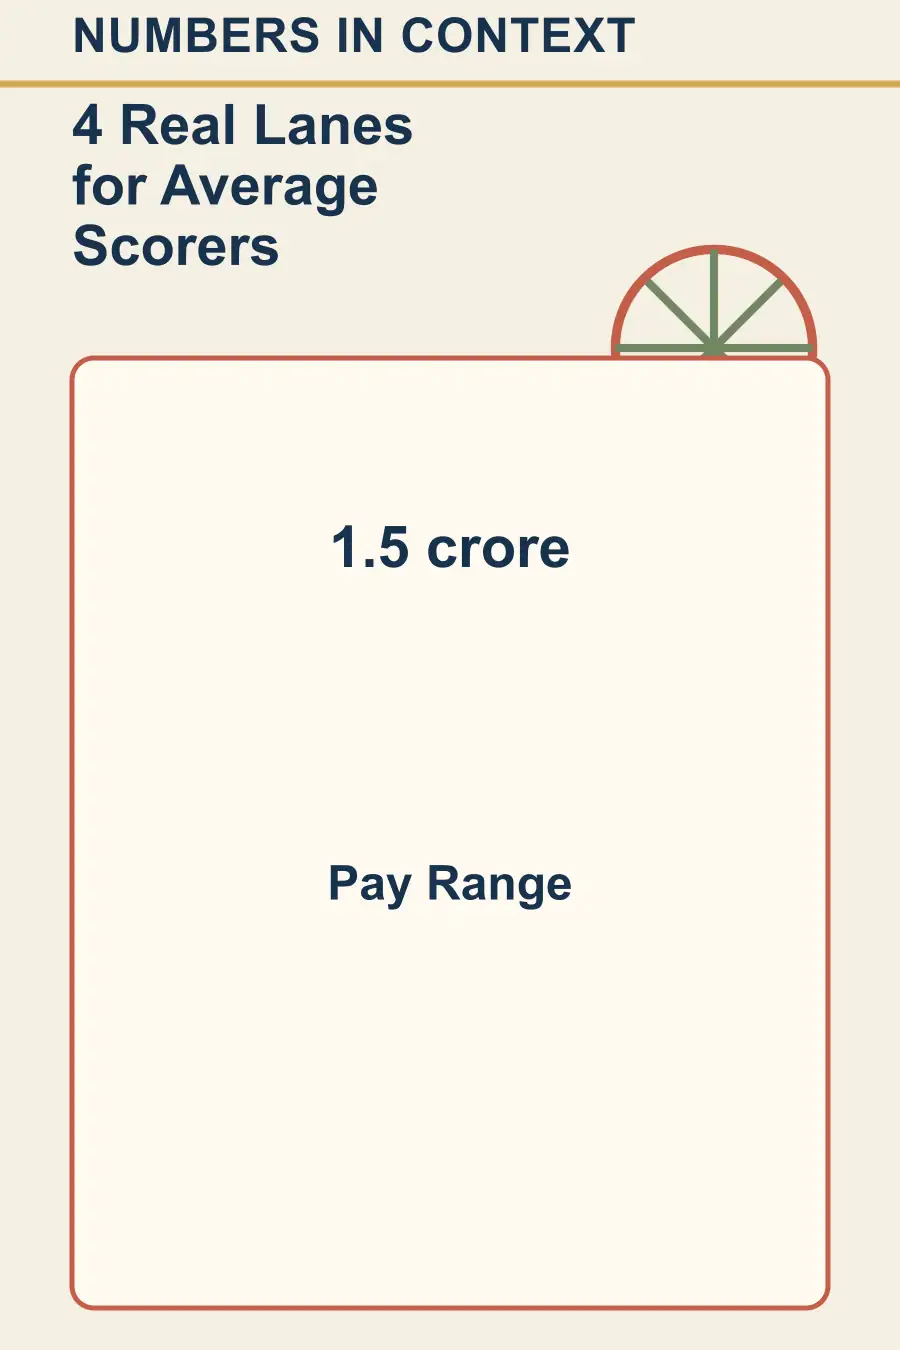 NUMBERS IN CONTEXT
4 Real Lanes
for Average
Scorers
1.5 crore
Pay Range